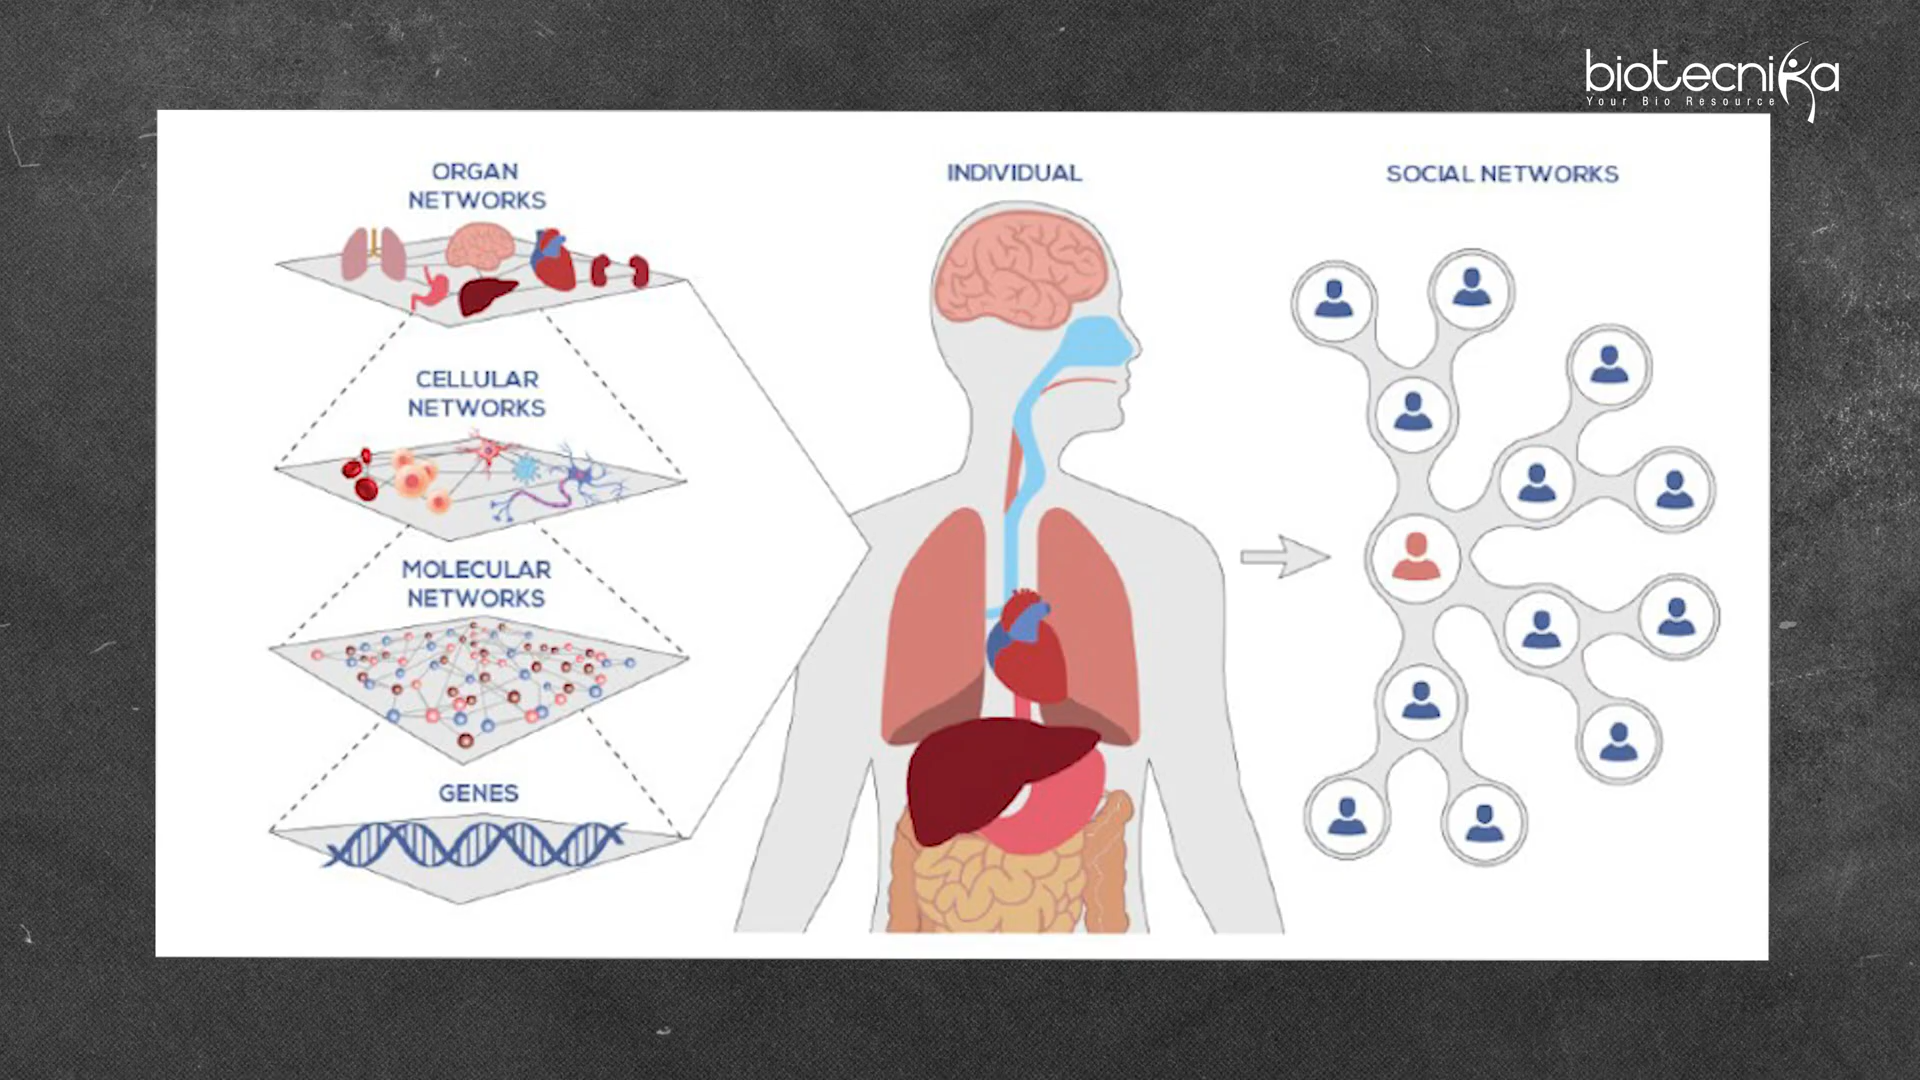 biotecnika
Your Bio Resource
ORGAN
NETWORKS
INDIVIDUAL
SOCIAL NETWORKS
CELLULAR
NETWORKS
MOLECULAR
NETWORKS
GENES